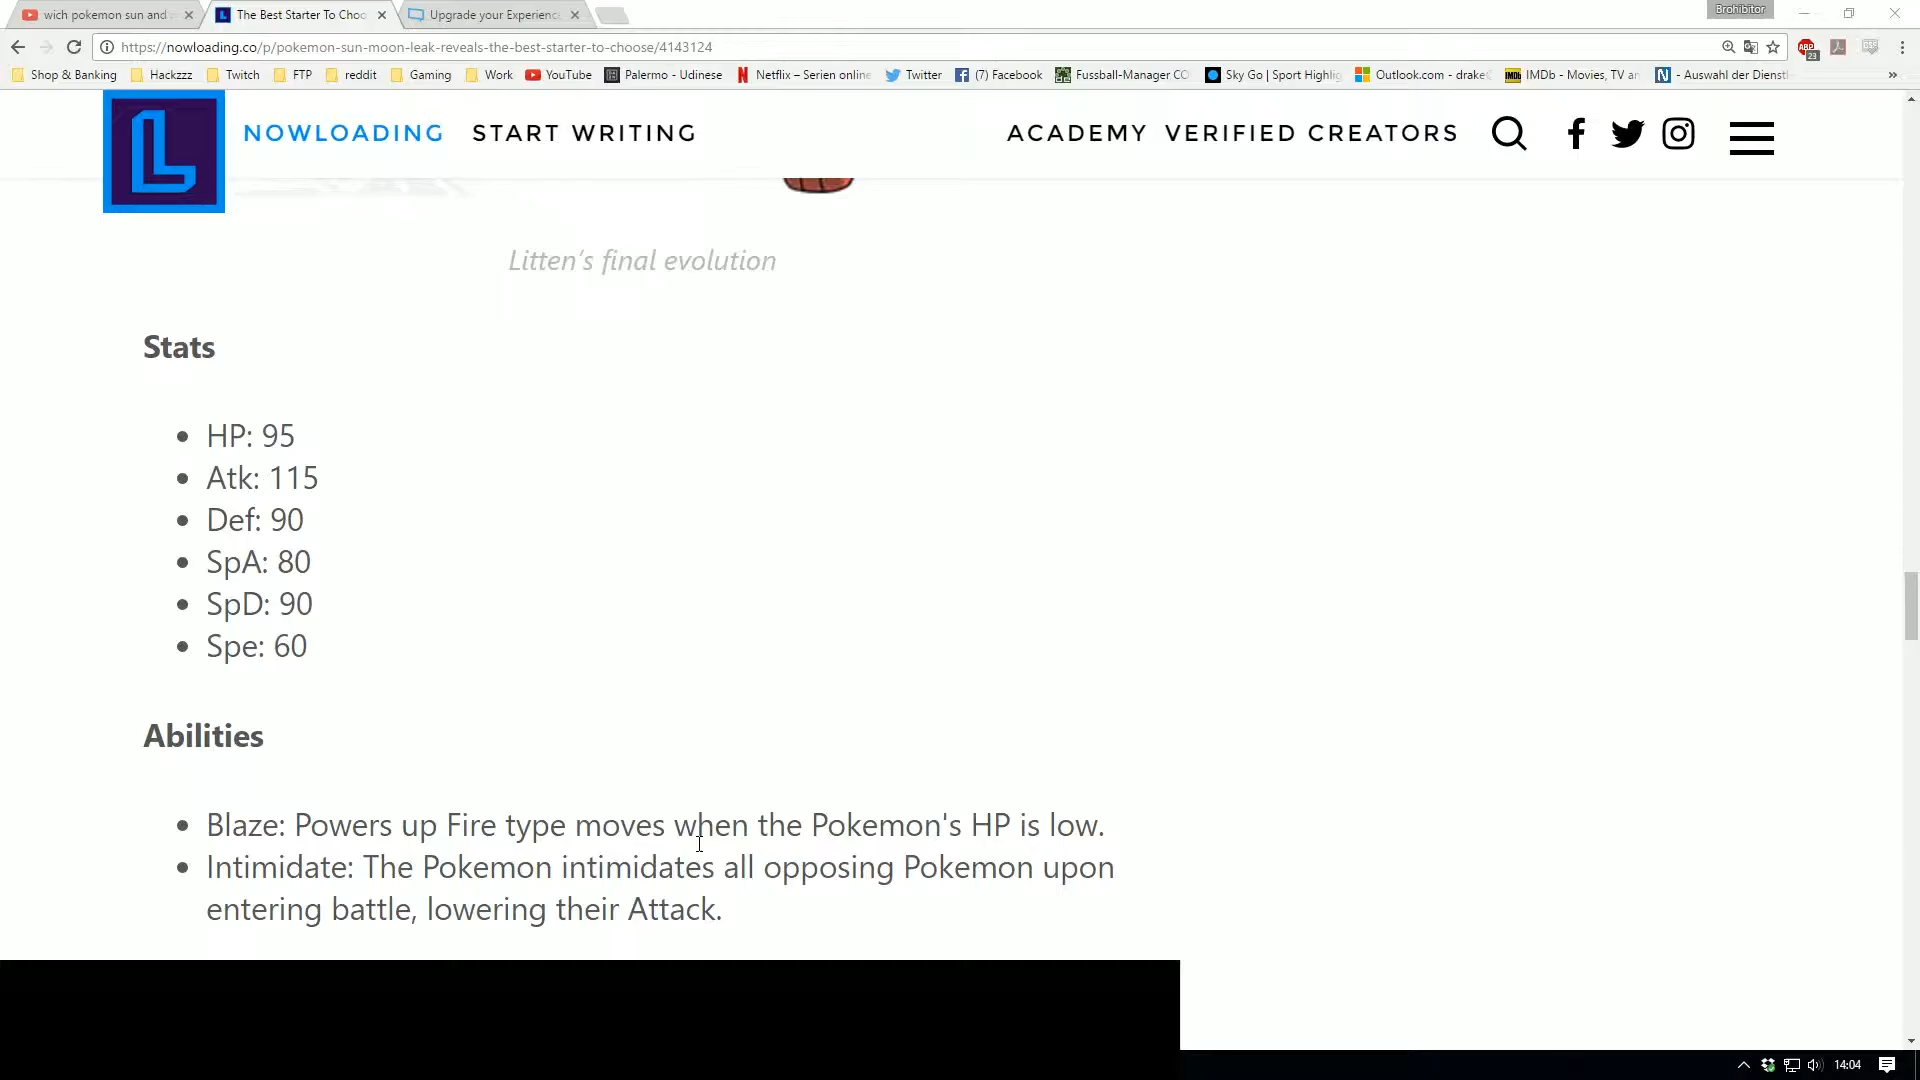 wich pokemon sun and
The Best Starter To Choo
Upgrade your Experienc
Brohibitor
https://nowloading.co/p/pokemon-sun-moon-leak-reveals-the-best-starter-to-choose/4143124
ABP 23
Shop & Banking Hackzzz Twitch FTP reddit Gaming Work YouTube Palermo - Udinese Netflix – Serien online Twitter (7) Facebook Fussball-Manager CO Sky Go | Sport Highlig Outlook.com - drake IMDb - Movies, TV an N - Auswahl der Dienst »
NOWLOADING START WRITING ACADEMY VERIFIED CREATORS
Litten's final evolution
Stats
• HP: 95
• Atk: 115
• Def: 90
• SpA: 80
• SpD: 90
• Spe: 60
Abilities
• Blaze: Powers up Fire type moves when the Pokemon's HP is low.
• Intimidate: The Pokemon intimidates all opposing Pokemon upon
entering battle, lowering their Attack.
14:04